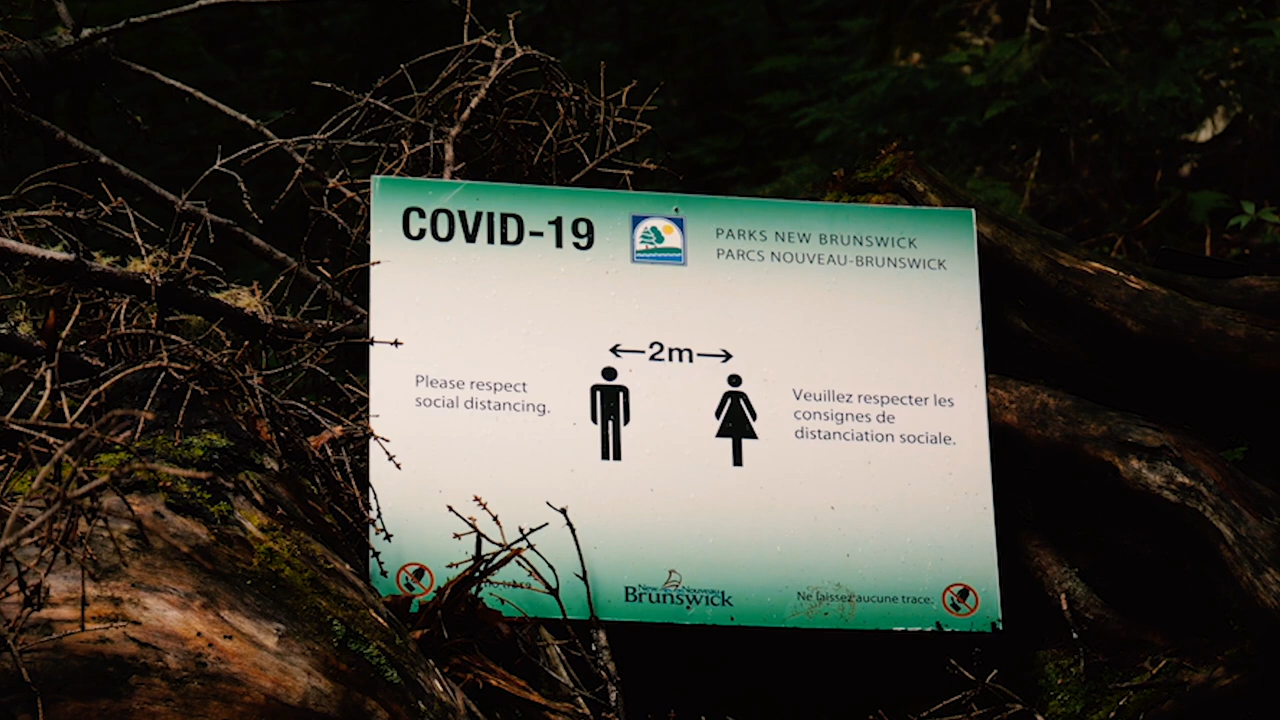 COVID-19
PARKS NEW BRUNSWICK
PARCS NOUVEAU-BRUNSWICK
←2m→
Please respect
social distancing.
Veuillez respecter les
consignes de
distanciation sociale.
New Nouveau
Brunswick
Ne laissez aucune trace.